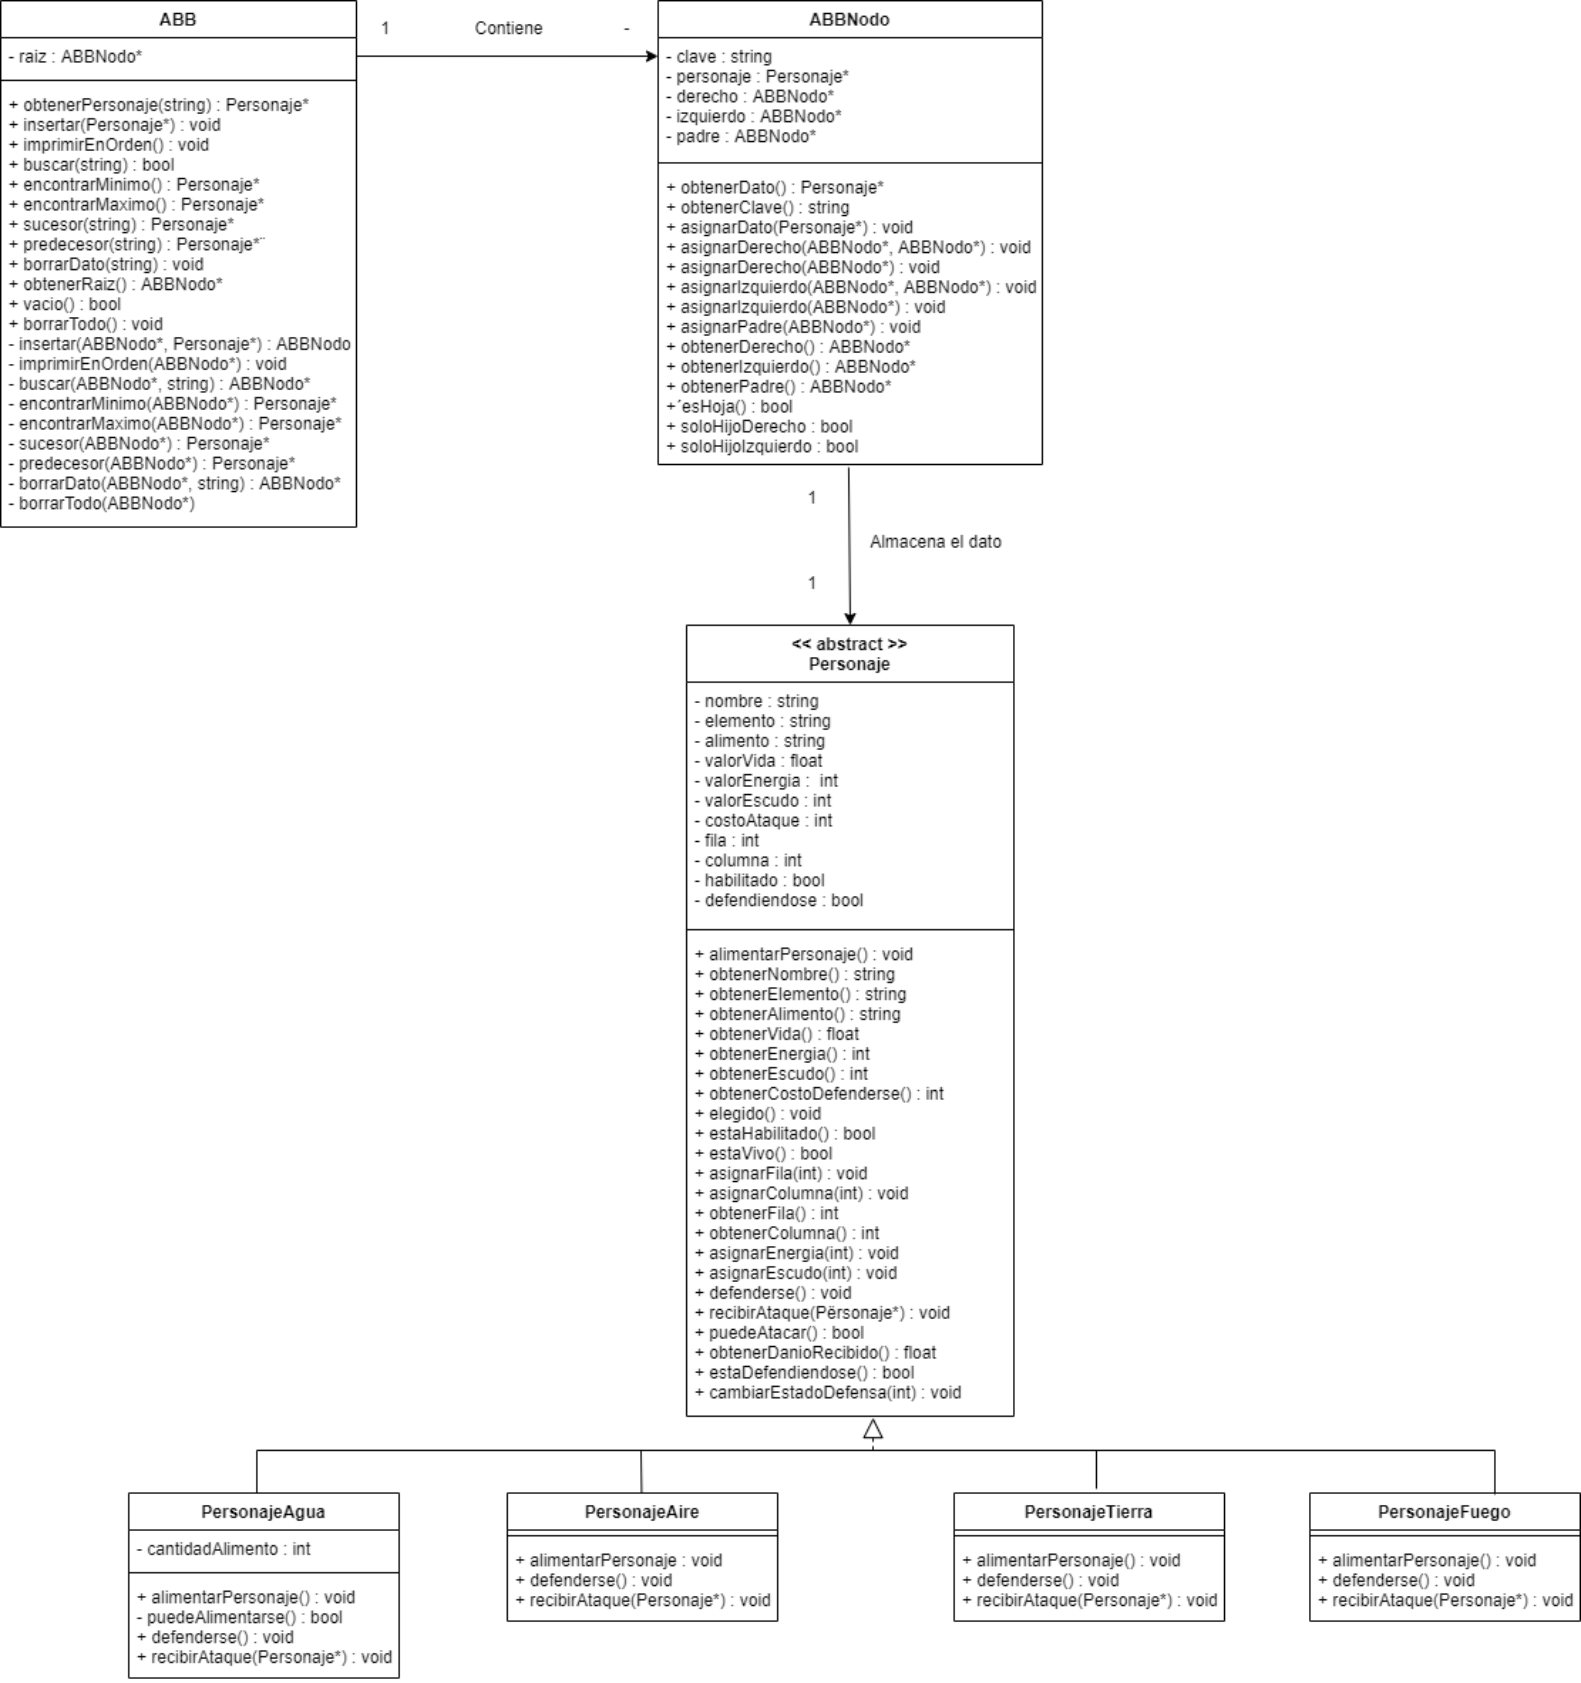 ABB
- raiz : ABBNodo*
+ obtenerPersonaje(string) : Personaje*
+ insertar(Personaje*) : void
+ imprimirEnOrden() : void
+ buscar(string) : bool
+ encontrarMinimo() : Personaje*
+ encontrarMaximo() : Personaje*
+ sucesor(string) : Personaje*
+ predecesor(string) : Personaje*¨
+ borrarDato(string) : void
+ obtenerRaiz() : ABBNodo*
+ vacio() : bool
+ borrarTodo() : void
- insertar(ABBNodo*, Personaje*) : ABBNodo
- imprimirEnOrden(ABBNodo*) : void
- buscar(ABBNodo*, string) : ABBNodo*
- encontrarMinimo(ABBNodo*) : Personaje*
- encontrarMaximo(ABBNodo*) : Personaje*
- sucesor(ABBNodo*) : Personaje*
- predecesor(ABBNodo*) : Personaje*
- borrarDato(ABBNodo*, string) : ABBNodo*
- borrarTodo(ABBNodo*)
1 Contiene -
ABBNodo
- clave : string
- personaje : Personaje*
- derecho : ABBNodo*
- izquierdo : ABBNodo*
- padre : ABBNodo*
+ obtenerDato() : Personaje*
+ obtenerClave() : string
+ asignarDato(Personaje*) : void
+ asignarDerecho(ABBNodo*, ABBNodo*) : void
+ asignarDerecho(ABBNodo*) : void
+ asignarIzquierdo(ABBNodo*, ABBNodo*) : void
+ asignarIzquierdo(ABBNodo*) : void
+ asignarPadre(ABBNodo*) : void
+ obtenerDerecho() : ABBNodo*
+ obtenerIzquierdo() : ABBNodo*
+ obtenerPadre() : ABBNodo*
+´esHoja() : bool
+ soloHijoDerecho : bool
+ soloHijoIzquierdo : bool
1
Almacena el dato
1
<< abstract >>
Personaje
- nombre : string
- elemento : string
- alimento : string
- valorVida : float
- valorEnergia :  int
- valorEscudo : int
- costoAtaque : int
- fila : int
- columna : int
- habilitado : bool
- defendiendose : bool
+ alimentarPersonaje() : void
+ obtenerNombre() : string
+ obtenerElemento() : string
+ obtenerAlimento() : string
+ obtenerVida() : float
+ obtenerEnergia() : int
+ obtenerEscudo() : int
+ obtenerCostoDefenderse() : int
+ elegido() : void
+ estaHabilitado() : bool
+ estaVivo() : bool
+ asignarFila(int) : void
+ asignarColumna(int) : void
+ obtenerFila() : int
+ obtenerColumna() : int
+ asignarEnergia(int) : void
+ asignarEscudo(int) : void
+ defenderse() : void
+ recibirAtaque(Përsonaje*) : void
+ puedeAtacar() : bool
+ obtenerDanioRecibido() : float
+ estaDefendiendose() : bool
+ cambiarEstadoDefensa(int) : void
PersonajeAgua
- cantidadAlimento : int
+ alimentarPersonaje() : void
- puedeAlimentarse() : bool
+ defenderse() : void
+ recibirAtaque(Personaje*) : void
PersonajeAire
+ alimentarPersonaje : void
+ defenderse() : void
+ recibirAtaque(Personaje*) : void
PersonajeTierra
+ alimentarPersonaje() : void
+ defenderse() : void
+ recibirAtaque(Personaje*) : void
PersonajeFuego
+ alimentarPersonaje() : void
+ defenderse() : void
+ recibirAtaque(Personaje*) : void